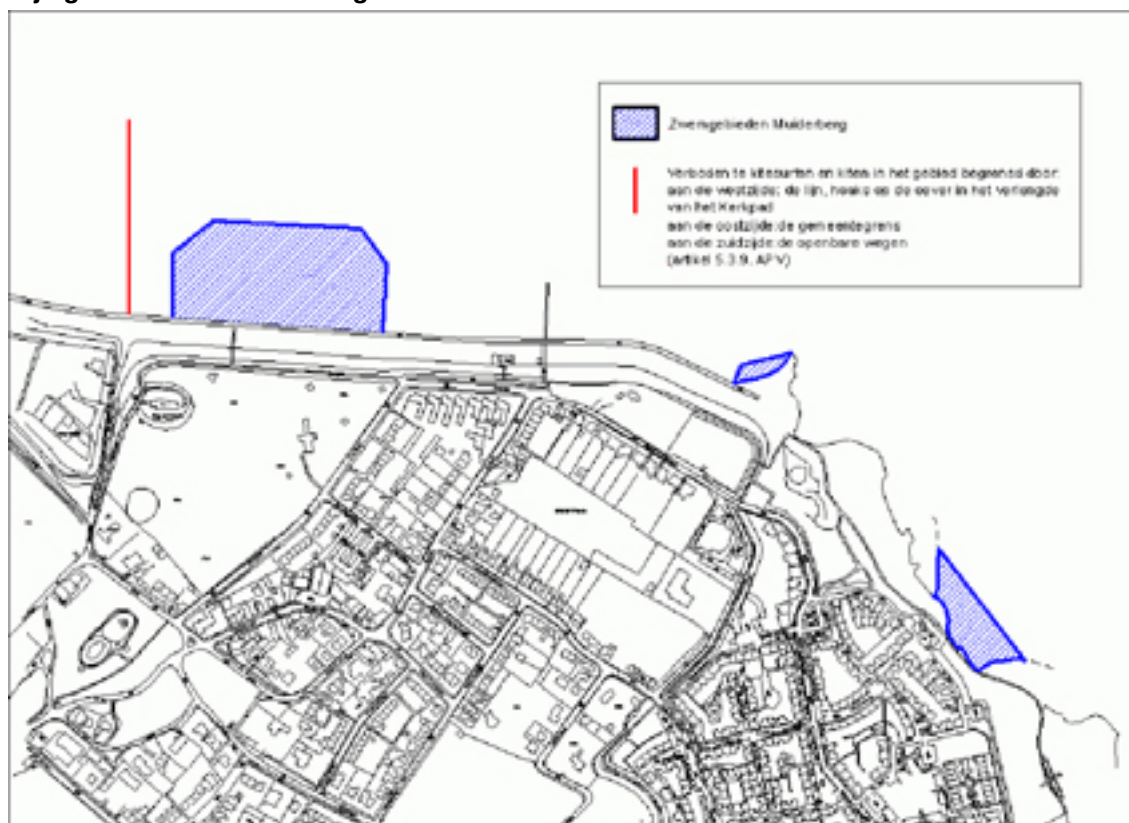 Zwemgebieden Muiderberg
Verboden te kitesurfen en kiten in het gebied begrensd door:
aan de westzijde: de lijn, haaks op de oever in het verlengde
van het Kerkpad
aan de oostzijde:de gemeentegrens
aan de zuidzijde:de openbare wegen
(artikel 5.3.9. APV)